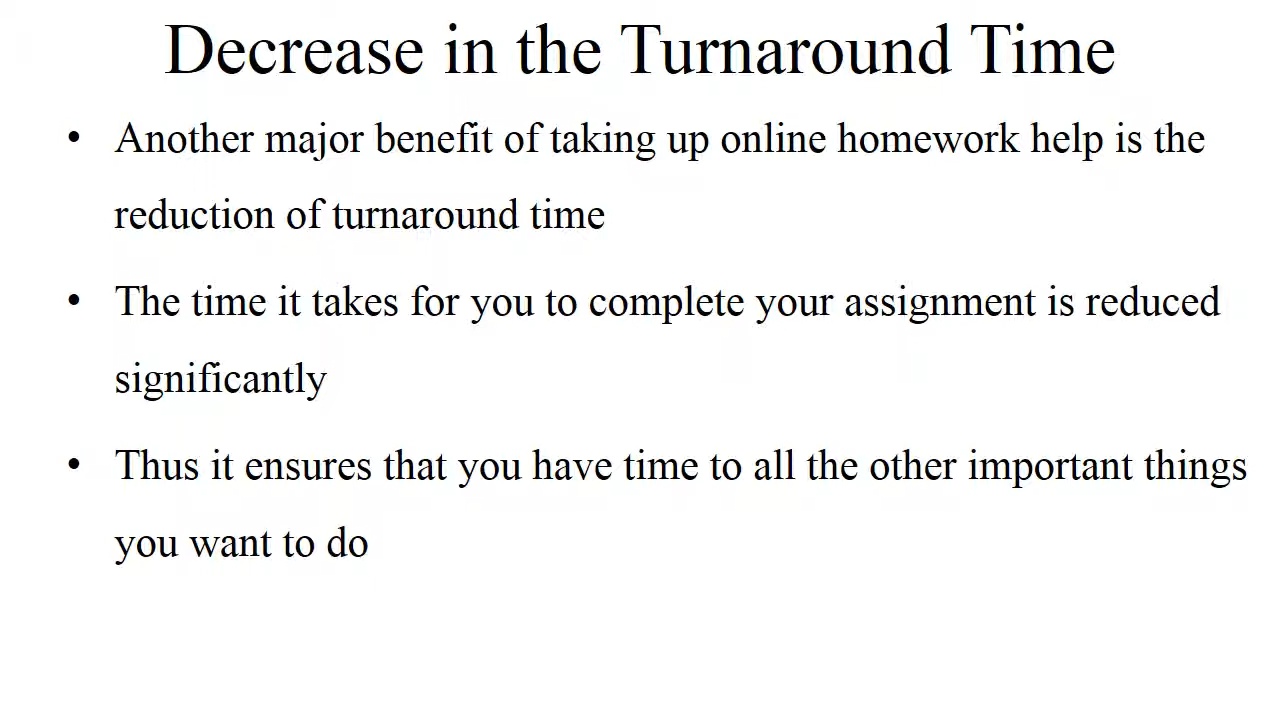 Decrease in the Turnaround Time
• Another major benefit of taking up online homework help is the
reduction of turnaround time
• The time it takes for you to complete your assignment is reduced
significantly
• Thus it ensures that you have time to all the other important things
you want to do